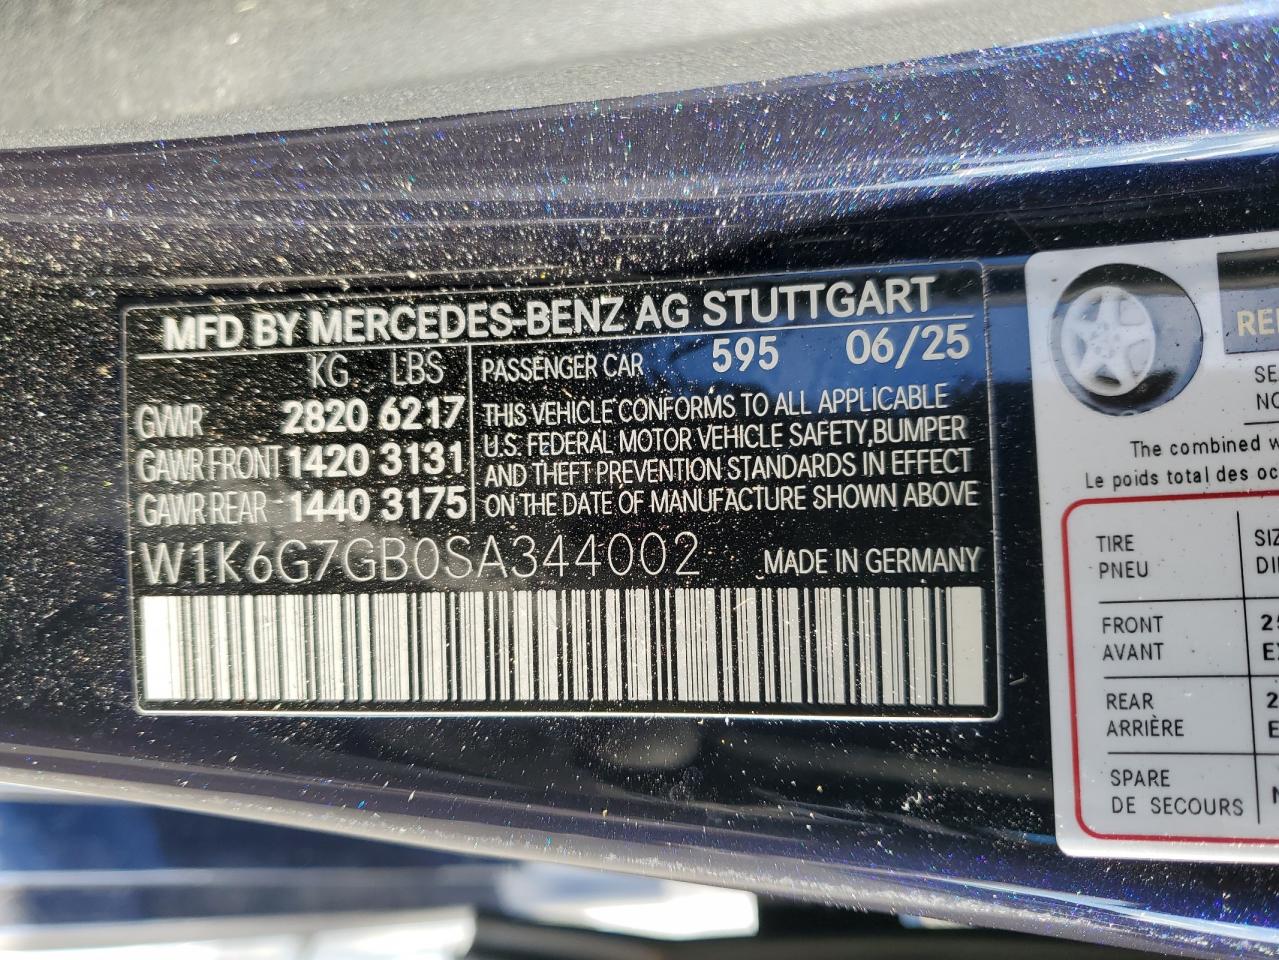 MFD BY MERCEDES-BENZ AG STUTTGART
KG LBS
GVWR 2820 6217
GAWR FRONT 1420 3131
GAWR REAR 1440 3175
PASSENGER CAR 595 06/25
THIS VEHICLE CONFORMS TO ALL APPLICABLE
U.S. FEDERAL MOTOR VEHICLE SAFETY,BUMPER
AND THEFT PREVENTION STANDARDS IN EFFECT
ON THE DATE OF MANUFACTURE SHOWN ABOVE
W1K6G7GB0SA344002 MADE IN GERMANY
The combined
Le poids total des
TIRE
PNEU
FRONT
AVANT
REAR
ARRIÈRE
SPARE
DE SECOURS